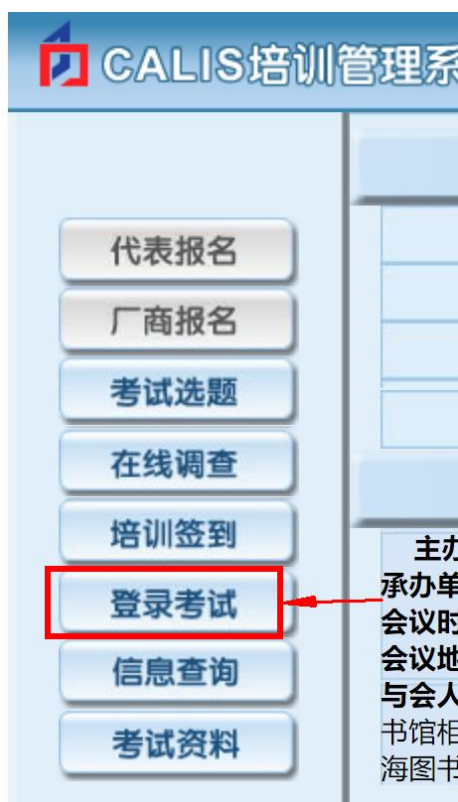 CALIS培训管理系
代表报名
厂商报名
考试选题
在线调查
培训签到
登录考试
信息查询
考试资料
主办
承办单
会议时
会议地
与会人
书馆相
海图书